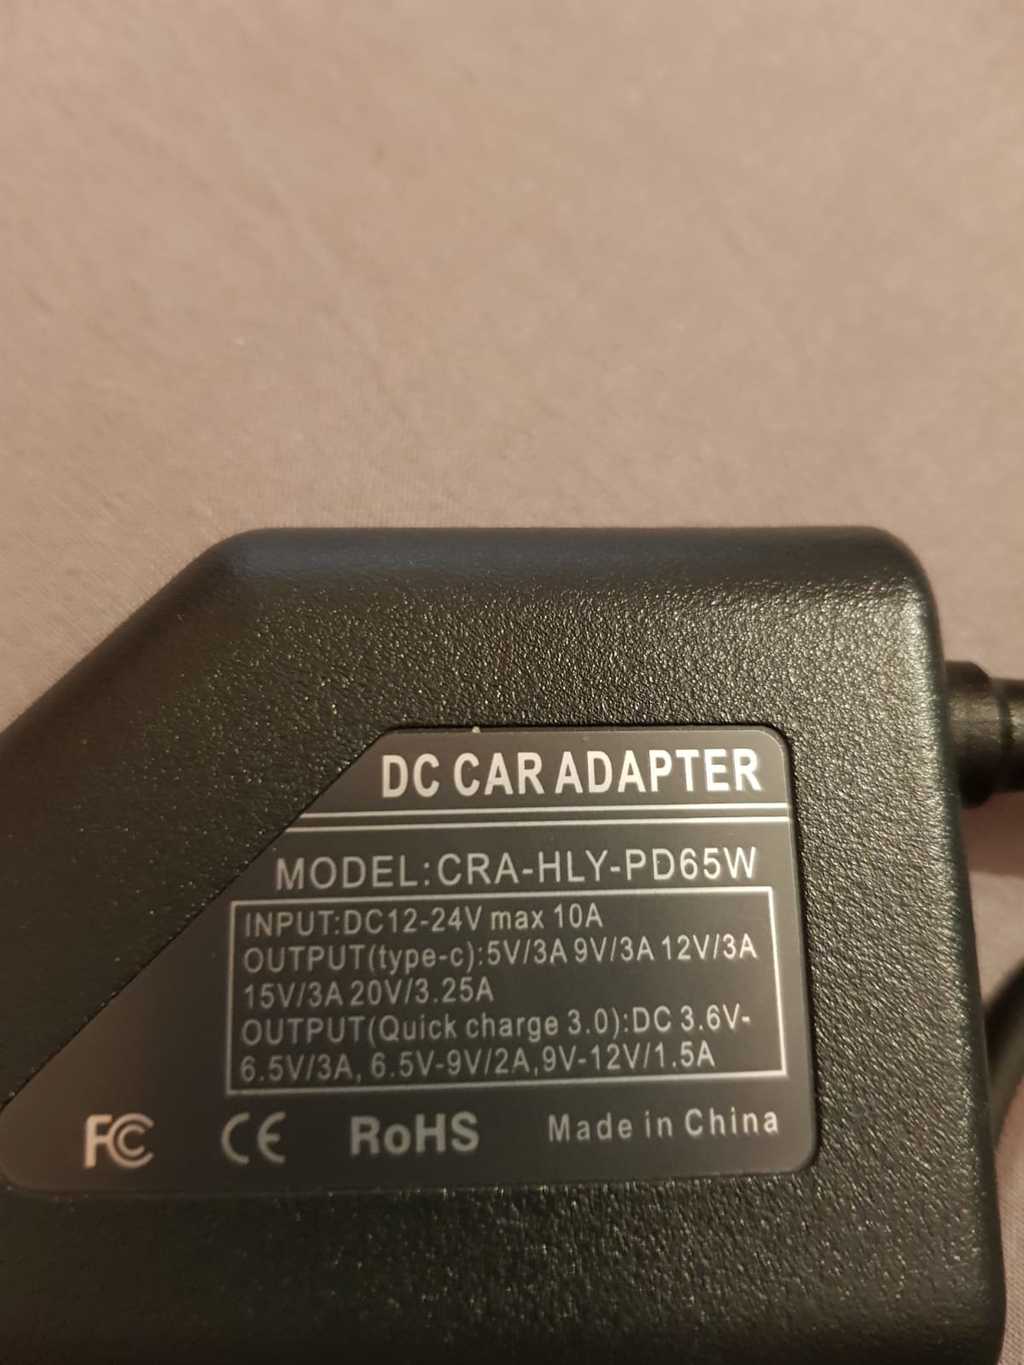 DC CAR ADAPTER
MODEL:CRA-HLY-PD65W
INPUT:DC12-24V max 10A
OUTPUT(type-c):5V/3A 9V/3A 12V/3A
15V/3A 20V/3.25A
OUTPUT(Quick charge 3.0):DC 3.6V-
6.5V/3A, 6.5V-9V/2A,9V-12V/1.5A
FC CE RoHS Made in China